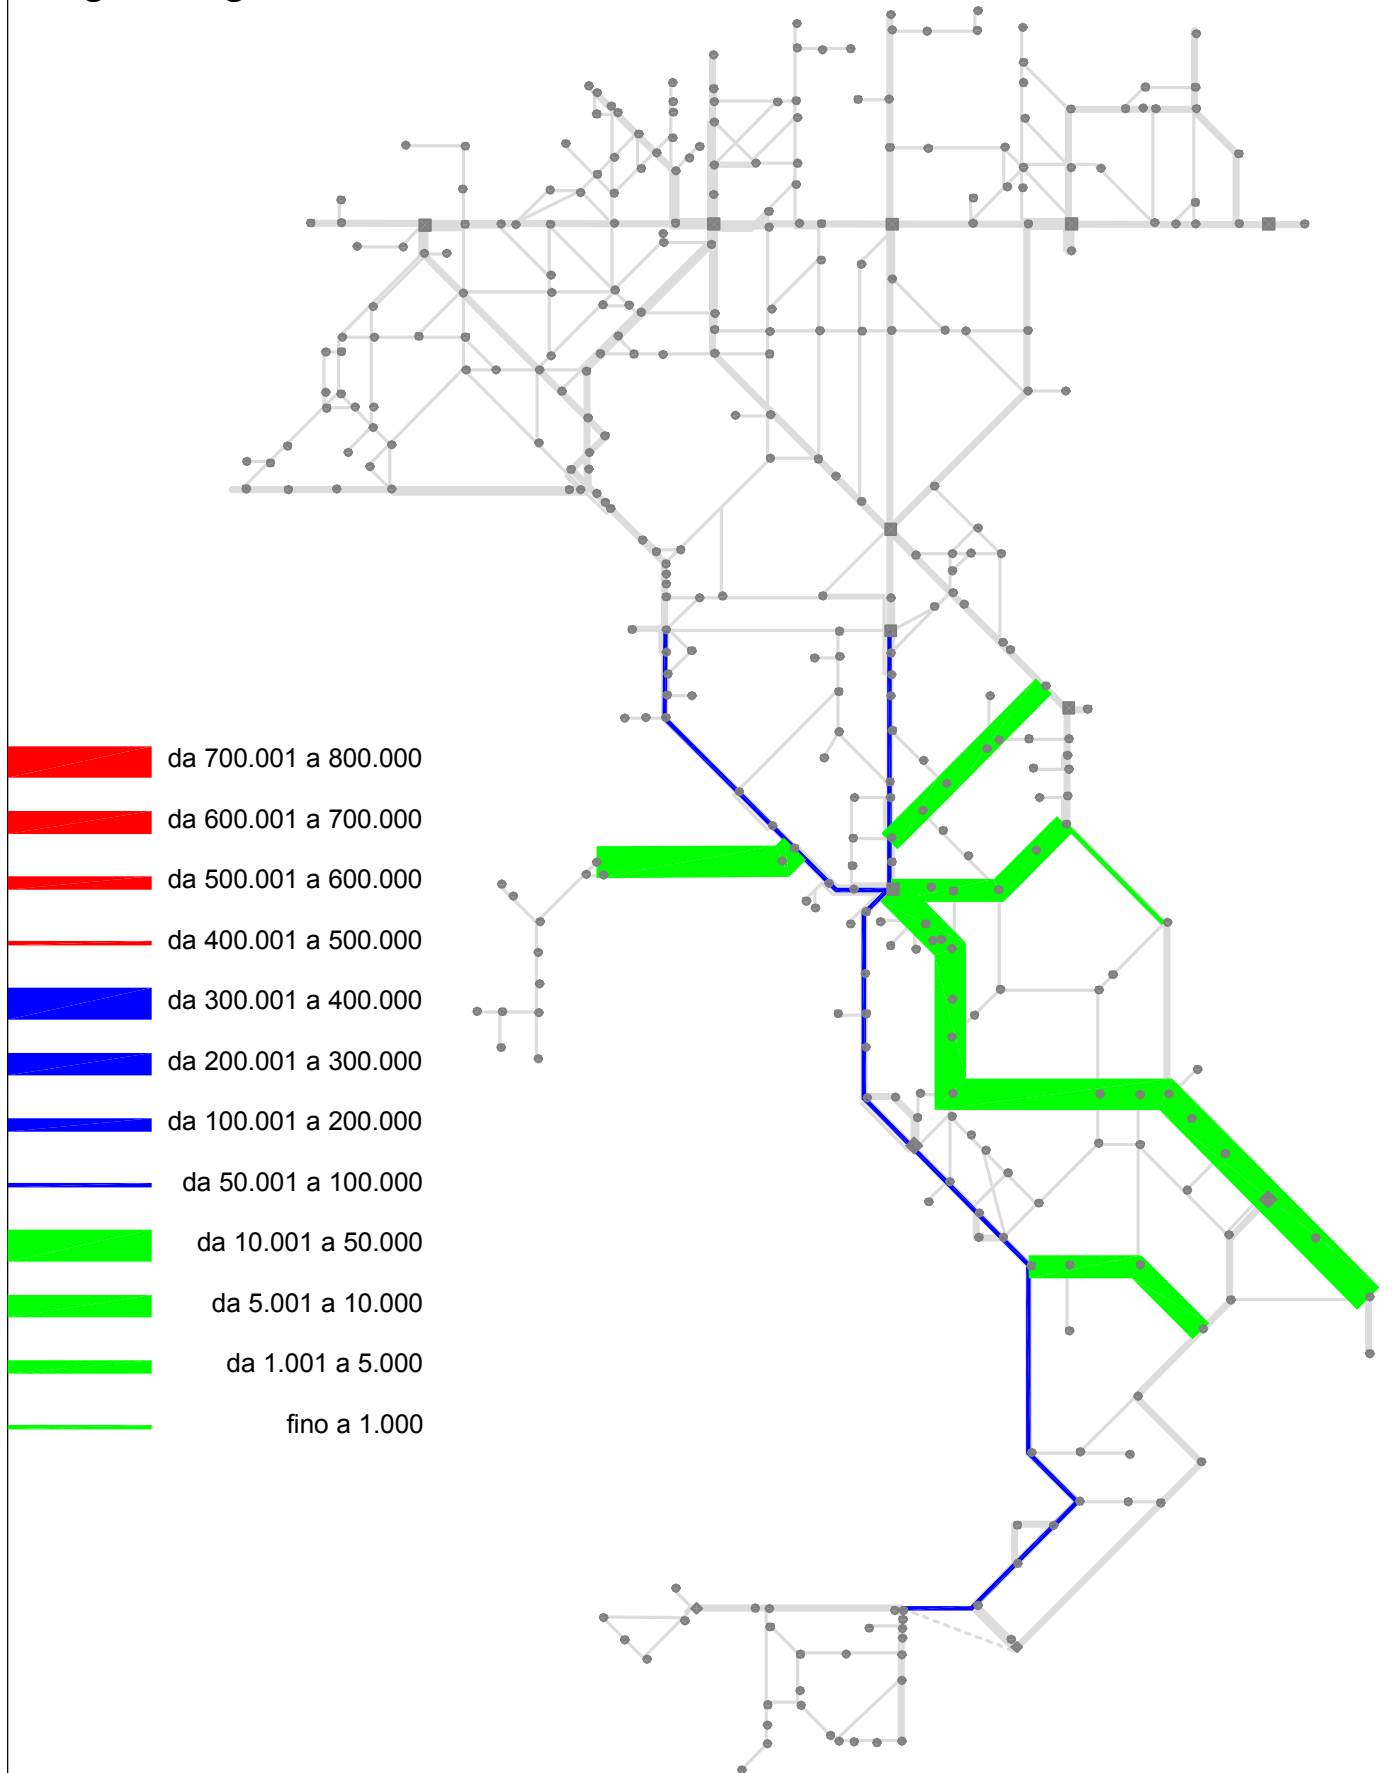 da 700.001 a 800.000
da 600.001 a 700.000
da 500.001 a 600.000
da 400.001 a 500.000
da 300.001 a 400.000
da 200.001 a 300.000
da 100.001 a 200.000
da 50.001 a 100.000
da 10.001 a 50.000
da 5.001 a 10.000
da 1.001 a 5.000
fino a 1.000